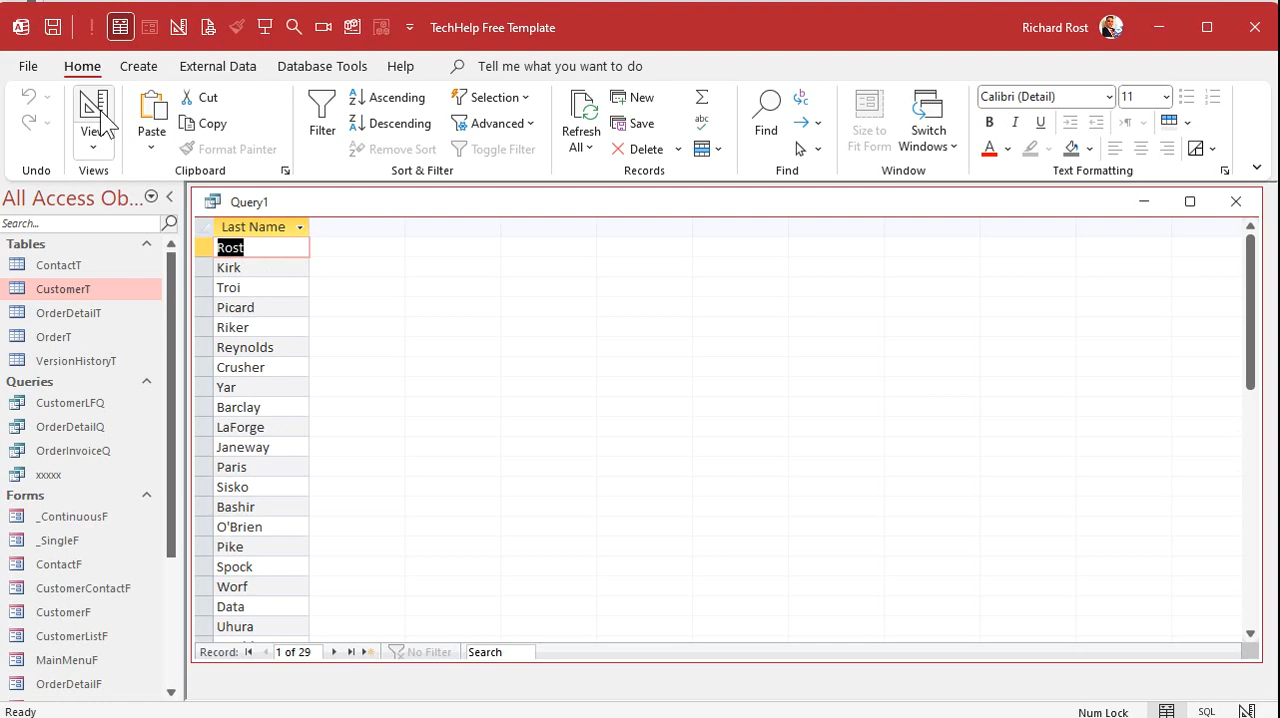 TechHelp Free Template
Richard Rost
File Home Create External Data Database Tools Help Tell me what you want to do
View
Views
Undo
Paste
Cut
Copy
Format Painter
Clipboard
Filter
Ascending
Descending
Remove Sort
Selection
Advanced
Toggle Filter
Sort & Filter
Refresh
All
New
Save
Delete
Records
Find
Find
Size to
Fit Form
Switch
Windows
Window
Calibri (Detail) 11
B I U
Text Formatting
All Access Ob...
Search...
Tables
ContactT
CustomerT
OrderDetailT
OrderT
VersionHistoryT
Queries
CustomerLFQ
OrderDetailQ
OrderInvoiceQ
xxxxx
Forms
_ContinuousF
_SingleF
ContactF
CustomerContactF
CustomerF
CustomerListF
MainMenuF
OrderDetailF
Query1
Last Name
Rost
Kirk
Troi
Picard
Riker
Reynolds
Crusher
Yar
Barclay
LaForge
Janeway
Paris
Sisko
Bashir
O'Brien
Pike
Spock
Worf
Data
Uhura
Record: 1 of 29 No Filter Search
Ready
Num Lock SQL